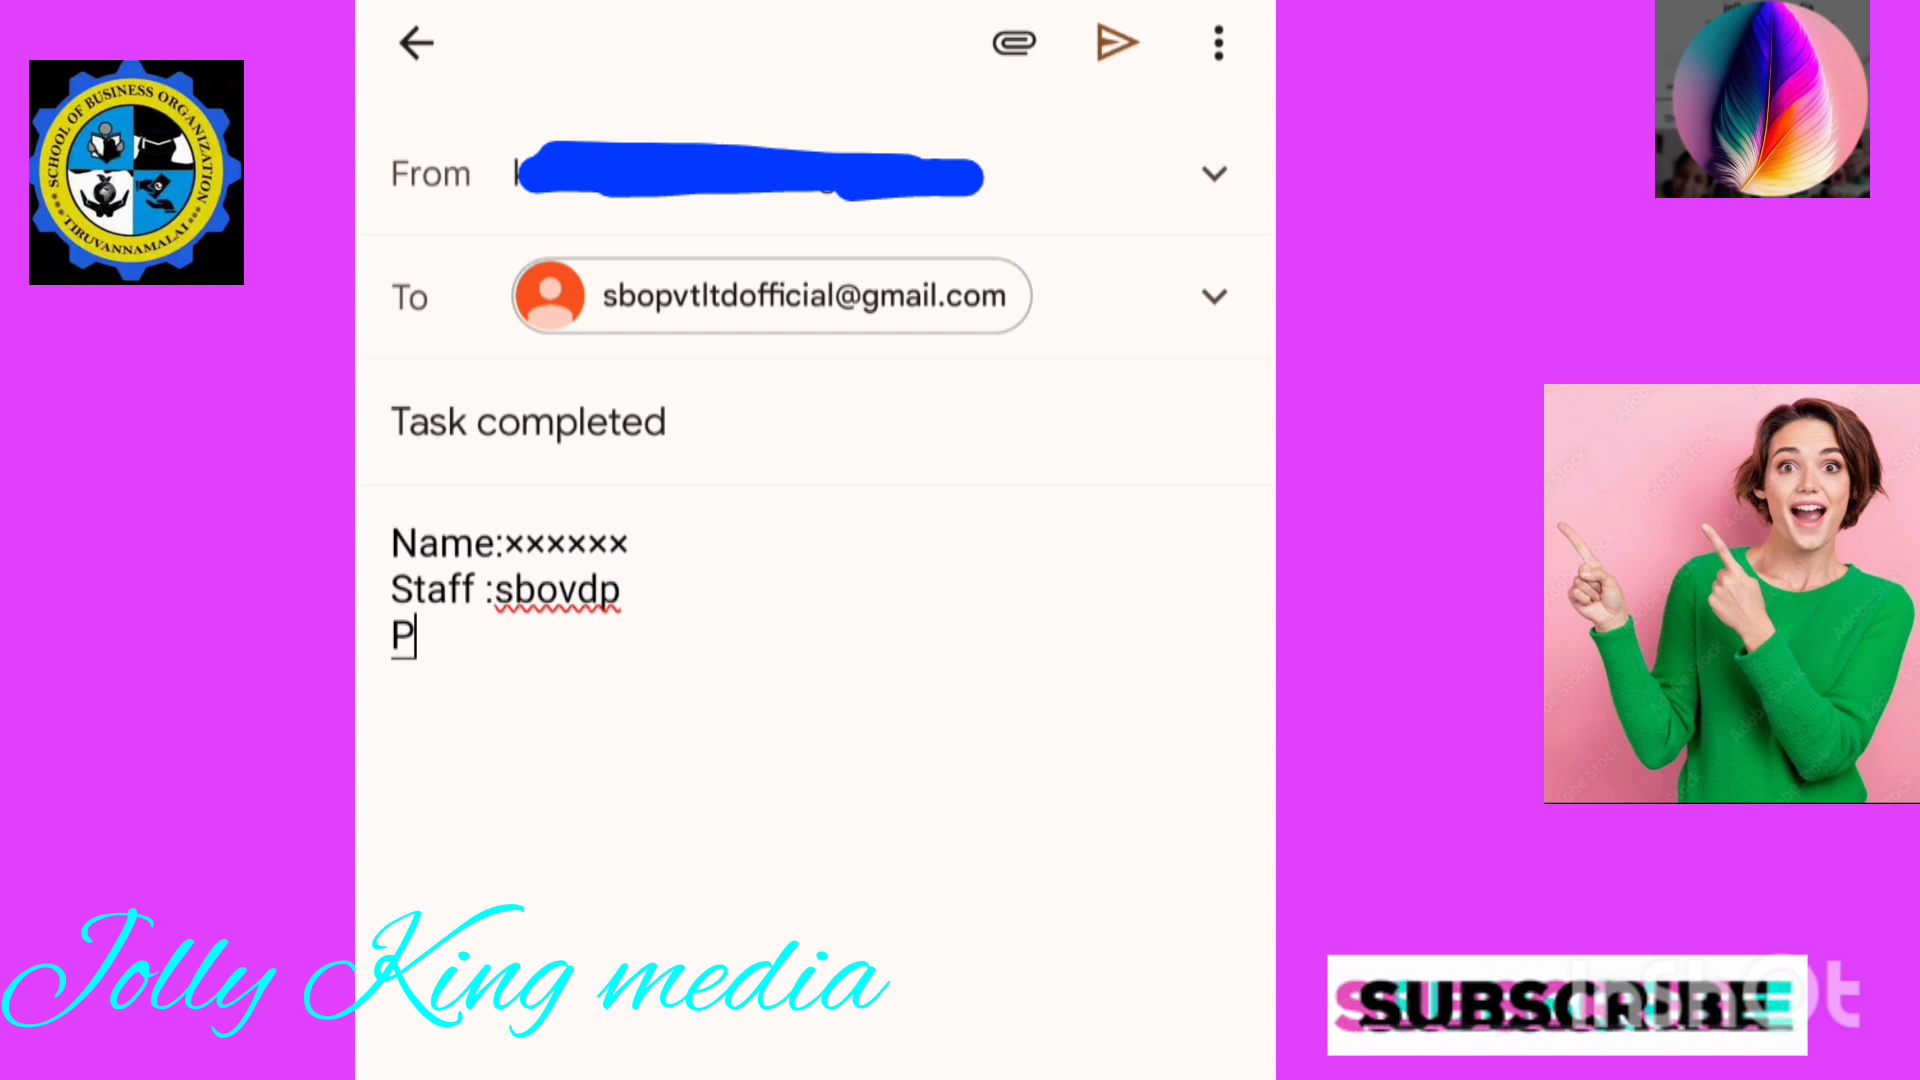 SCHOOL OF BUSINESS ORGANIZATION
TIRUVANNAMALAI
From
To sbopvtltdofficial@gmail.com
Task completed
Name:××××××
Staff :sbovdp
P
Jolly King media
SUBSCRIBE